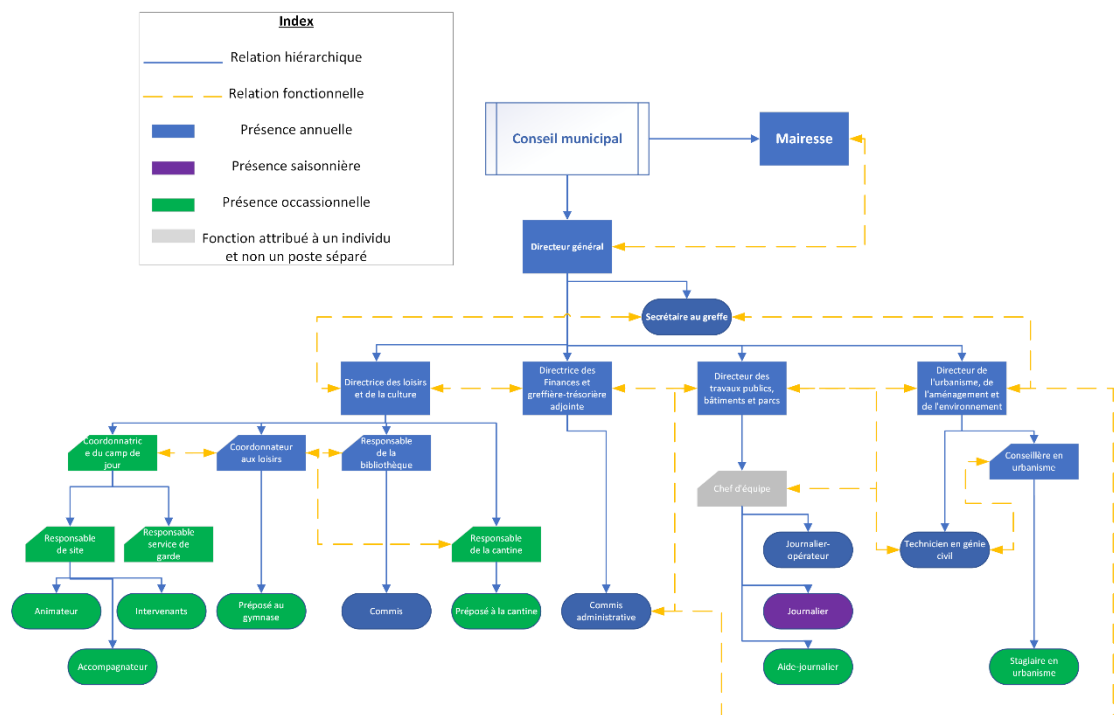 Index
Relation hiérarchique
Relation fonctionnelle
Présence annuelle
Présence saisonnière
Présence occassionnelle
Fonction attribué à un individu
et non un poste séparé
Conseil municipal
Mairesse
Directeur général
Secrétaire au greffe
Directrice des loisirs
et de la culture
Directrice des
Finances et
greffière-trésorière
adjointe
Directeur des
travaux publics,
bâtiments et parcs
Directeur de
l'urbanisme, de
l'aménagement et
de l'environnement
Coordonnatric
e du camp de
jour
Coordonnateur
aux loisirs
Responsable
de la
bibliothèque
Conseillère en
urbanisme
Chef d'équipe
Responsable
de site
Responsable
service de
garde
Responsable
de la cantine
Journalier-
opérateur
Technicien en génie
civil
Animateur
Intervenants
Préposé au
gymnase
Commis
Préposé à la cantine
Commis
administrative
Journalier
Accompagnateur
Aide-journalier
Stagiaire en
urbanisme